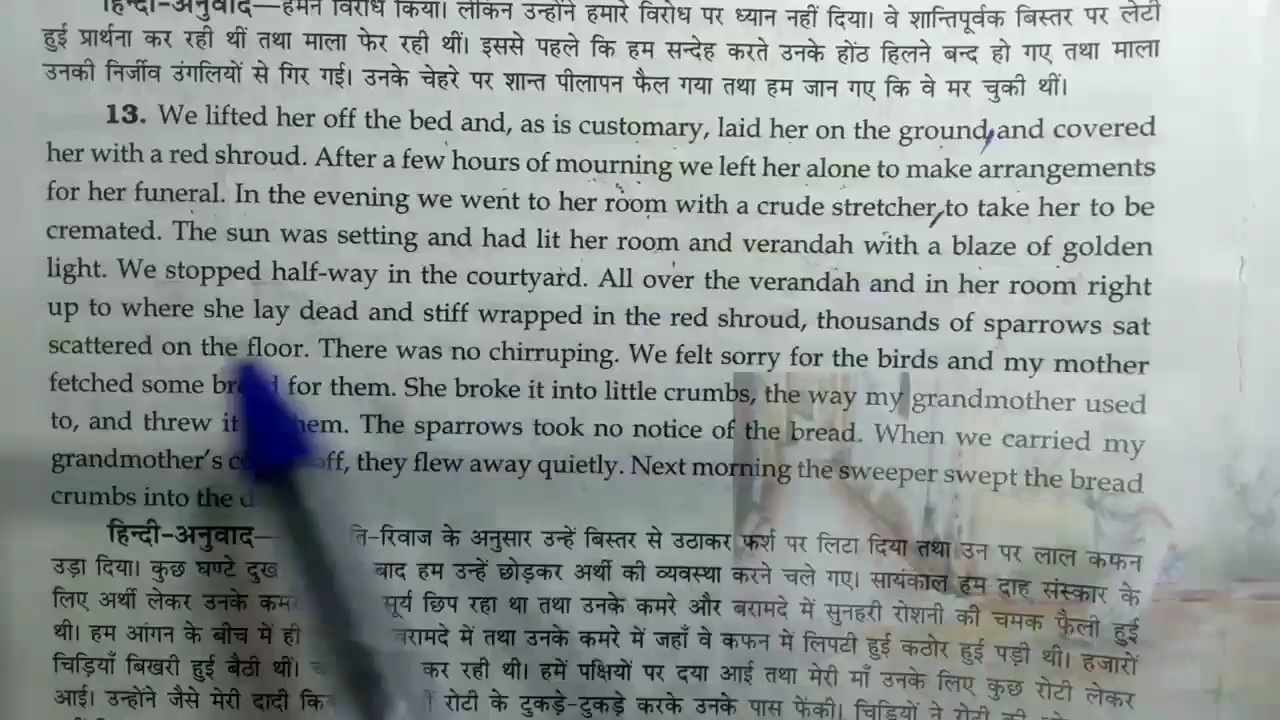 हिन्दी-अनुवाद—हमने विरोध किया। लेकिन उन्होंने हमारे विरोध पर ध्यान नहीं दिया। वे शान्तिपूर्वक बिस्तर पर लेटी
हुई प्रार्थना कर रही थीं तथा माला फेर रही थीं। इससे पहले कि हम सन्देह करते उनके होंठ हिलने बन्द हो गए तथा माला
उनकी निर्जीव उंगलियों से गिर गई। उनके चेहरे पर शान्त पीलापन फैल गया तथा हम जान गए कि वे मर चुकी थीं।
13. We lifted her off the bed and, as is customary, laid her on the ground and covered
her with a red shroud. After a few hours of mourning we left her alone to make arrangements
for her funeral. In the evening we went to her room with a crude stretcher to take her to be
cremated. The sun was setting and had lit her room and verandah with a blaze of golden
light. We stopped half-way in the courtyard. All over the verandah and in her room right
up to where she lay dead and stiff wrapped in the red shroud, thousands of sparrows sat
scattered on the floor. There was no chirruping. We felt sorry for the birds and my mother
fetched some for them. She broke it into little crumbs, the way my grandmother used
to, and threw it The sparrows took no notice of the bread. When we carried my
grandmother's off, they flew away quietly. Next morning the sweeper swept the bread
crumbs into the
हिन्दी-अनुवाद— के अनुसार उन्हें बिस्तर से उठाकर फर्श पर लिटा दिया तथा उन पर लाल कफन
उड़ा दिया। कुछ घण्टे दुख बाद हम उन्हें छोड़कर अर्थी की व्यवस्था करने चले गए। सायंकाल हम दाह संस्कार के
लिए अर्थी लेकर उनके सूर्य छिप रहा था तथा उनके कमरे और बरामदे में सुनहरी रोशनी की चमक फैली हुई
थी। हम आंगन के बीच में ही बरामदे में तथा उनके कमरे में जहाँ वे कफन में लिपटी हुई कठोर हुई पड़ी थी। हजारों
चिड़ियाँ बिखरी हुई बैठी थीं। कर रही थी। हमें पक्षियों पर दया आई तथा मेरी माँ उनके लिए कुछ रोटी लेकर
आई। उन्होंने जैसे मेरी दादी रोटी के टुकड़े-टुकड़े करके उनके पास फेंकी। चिड़ियों ने